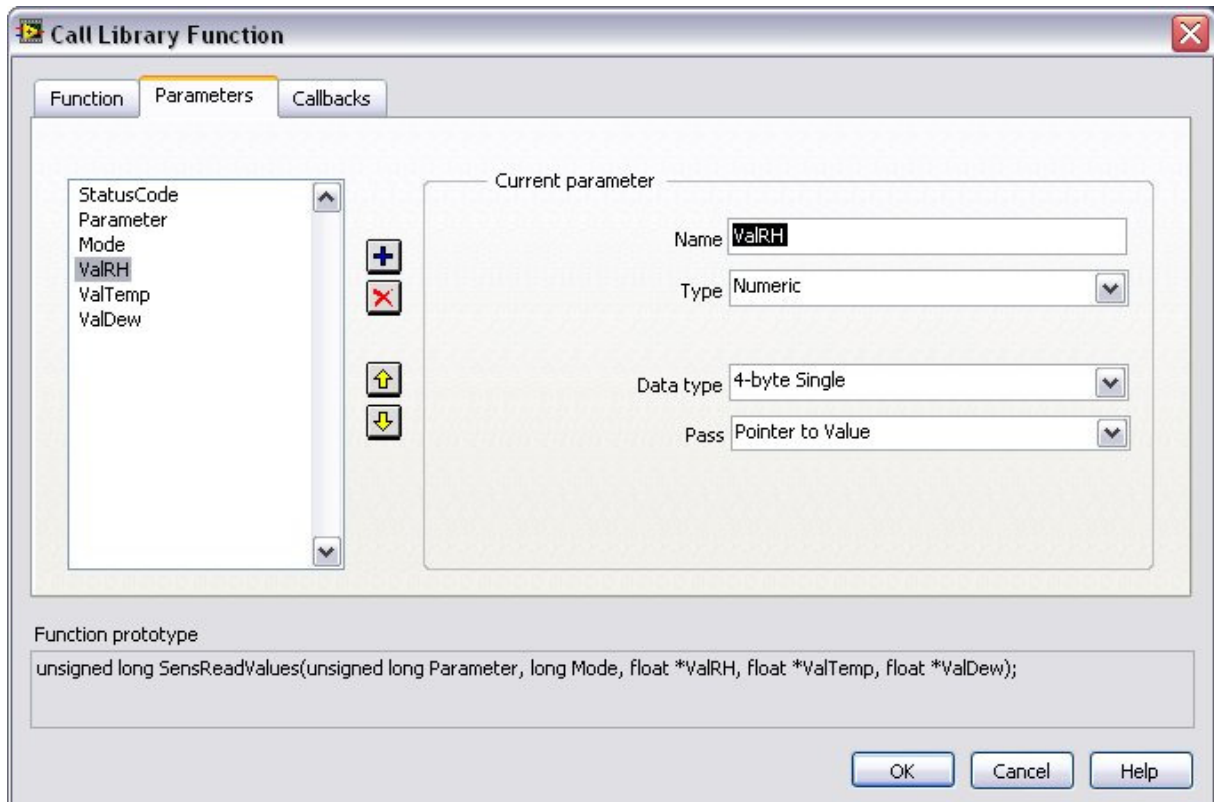 Call Library Function
Function
Parameters
Callbacks
StatusCode
Parameter
Mode
ValRH
ValTemp
ValDew
Current parameter
Name ValRH
Type Numeric
Data type 4-byte Single
Pass Pointer to Value
Function prototype
unsigned long SensReadValues(unsigned long Parameter, long Mode, float *ValRH, float *ValTemp, float *ValDew);
OK
Cancel
Help